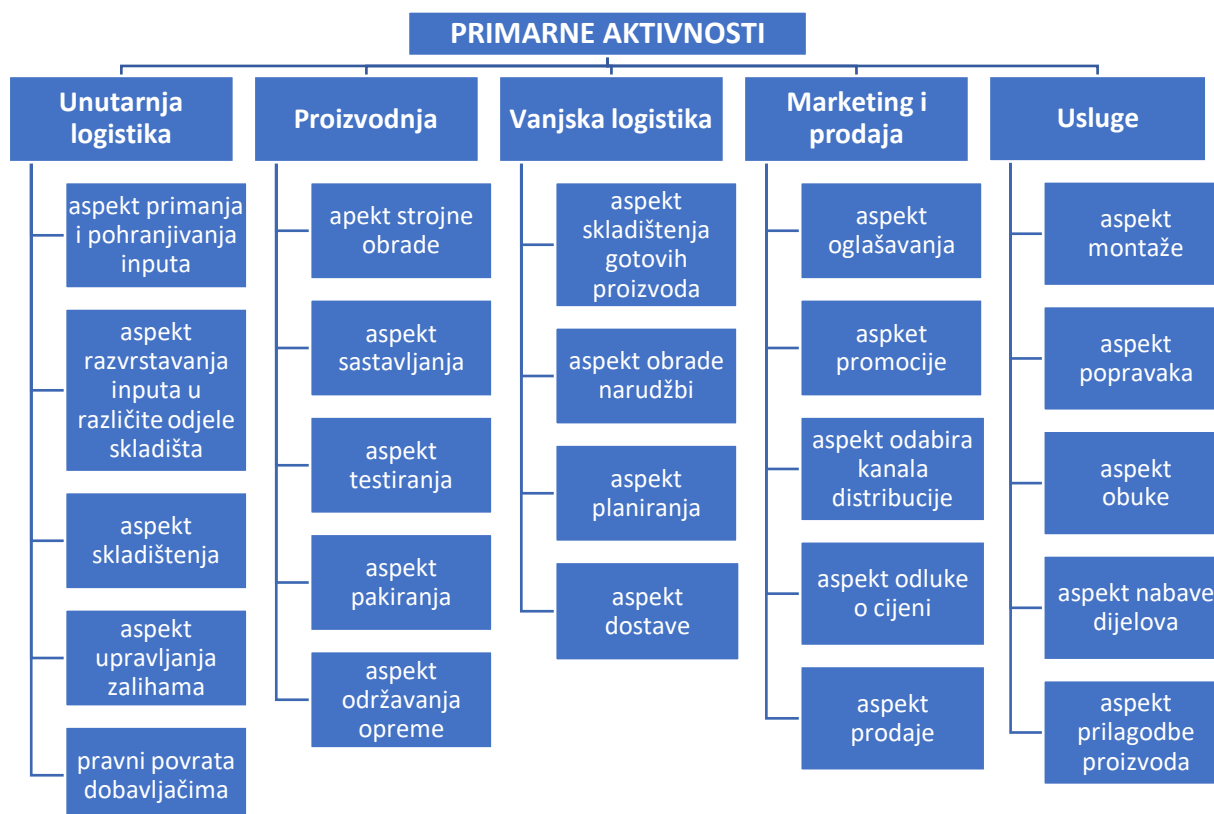 PRIMARNE AKTIVNOSTI
Unutarnja
logistika
aspekt primanja
i pohranjivanja
inputa
aspekt
razvrstavanja
inputa u
različite odjele
skladišta
aspekt
skladištenja
aspekt
upravljanja
zalihama
pravni povrata
dobavljačima
Proizvodnja
apekt strojne
obrade
aspekt
sastavljanja
aspekt
testiranja
aspekt
pakiranja
aspekt
održavanja
opreme
Vanjska logistika
aspekt
skladištenja
gotovih
proizvoda
aspekt obrade
narudžbi
aspekt
planiranja
aspekt
dostave
Marketing i
prodaja
aspekt
oglašavanja
aspket
promocije
aspekt odabira
kanala
distribucije
aspekt odluke
o cijeni
aspekt
prodaje
Usluge
aspekt
montaže
aspekt
popravaka
aspekt
obuke
aspekt nabave
dijelova
aspekt
prilagodbe
proizvoda